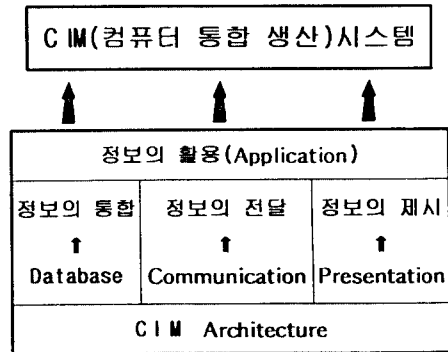 CIM(컴퓨터 통합 생산)시스템
정보의 활용(Application)
정보의 통합 정보의 전달 정보의 제시
Database Communication Presentation
CIM Architecture